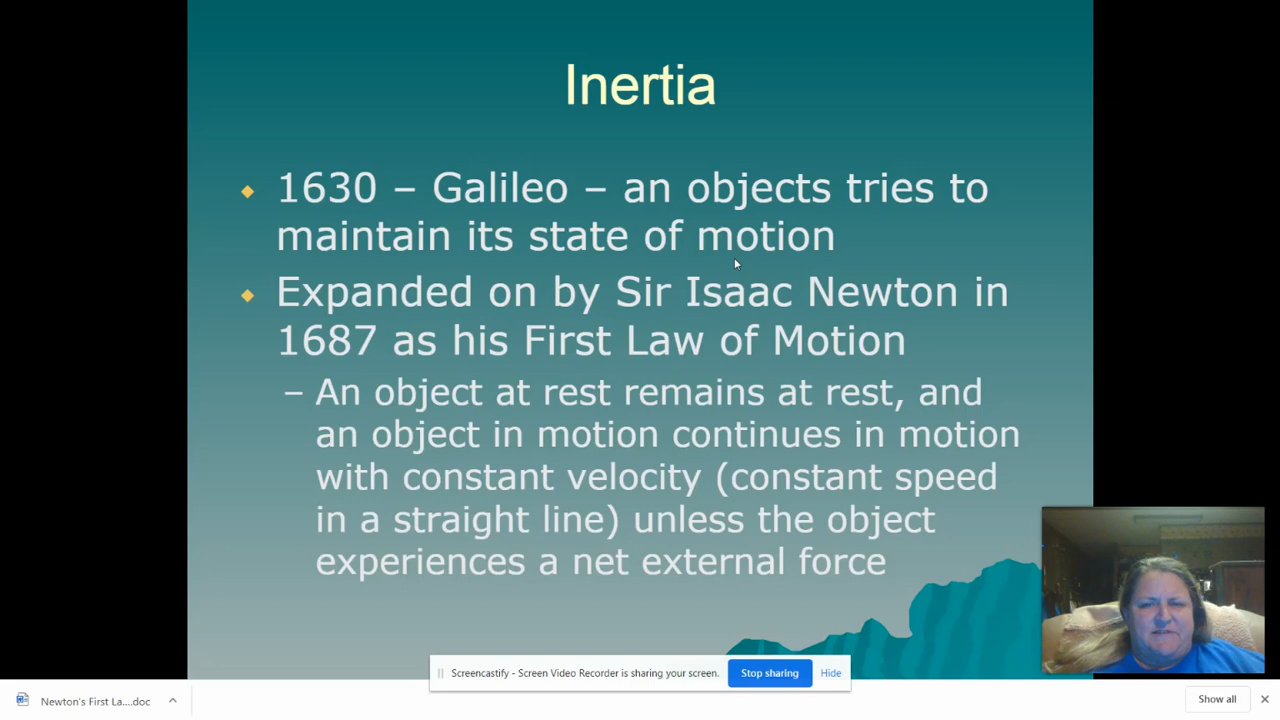 Inertia
1630 – Galileo – an objects tries to
maintain its state of motion
Expanded on by Sir Isaac Newton in
1687 as his First Law of Motion
– An object at rest remains at rest, and
an object in motion continues in motion
with constant velocity (constant speed
in a straight line) unless the object
experiences a net external force
Screencastify - Screen Video Recorder is sharing your screen. Stop sharing Hide
Newton's First La....doc Show all